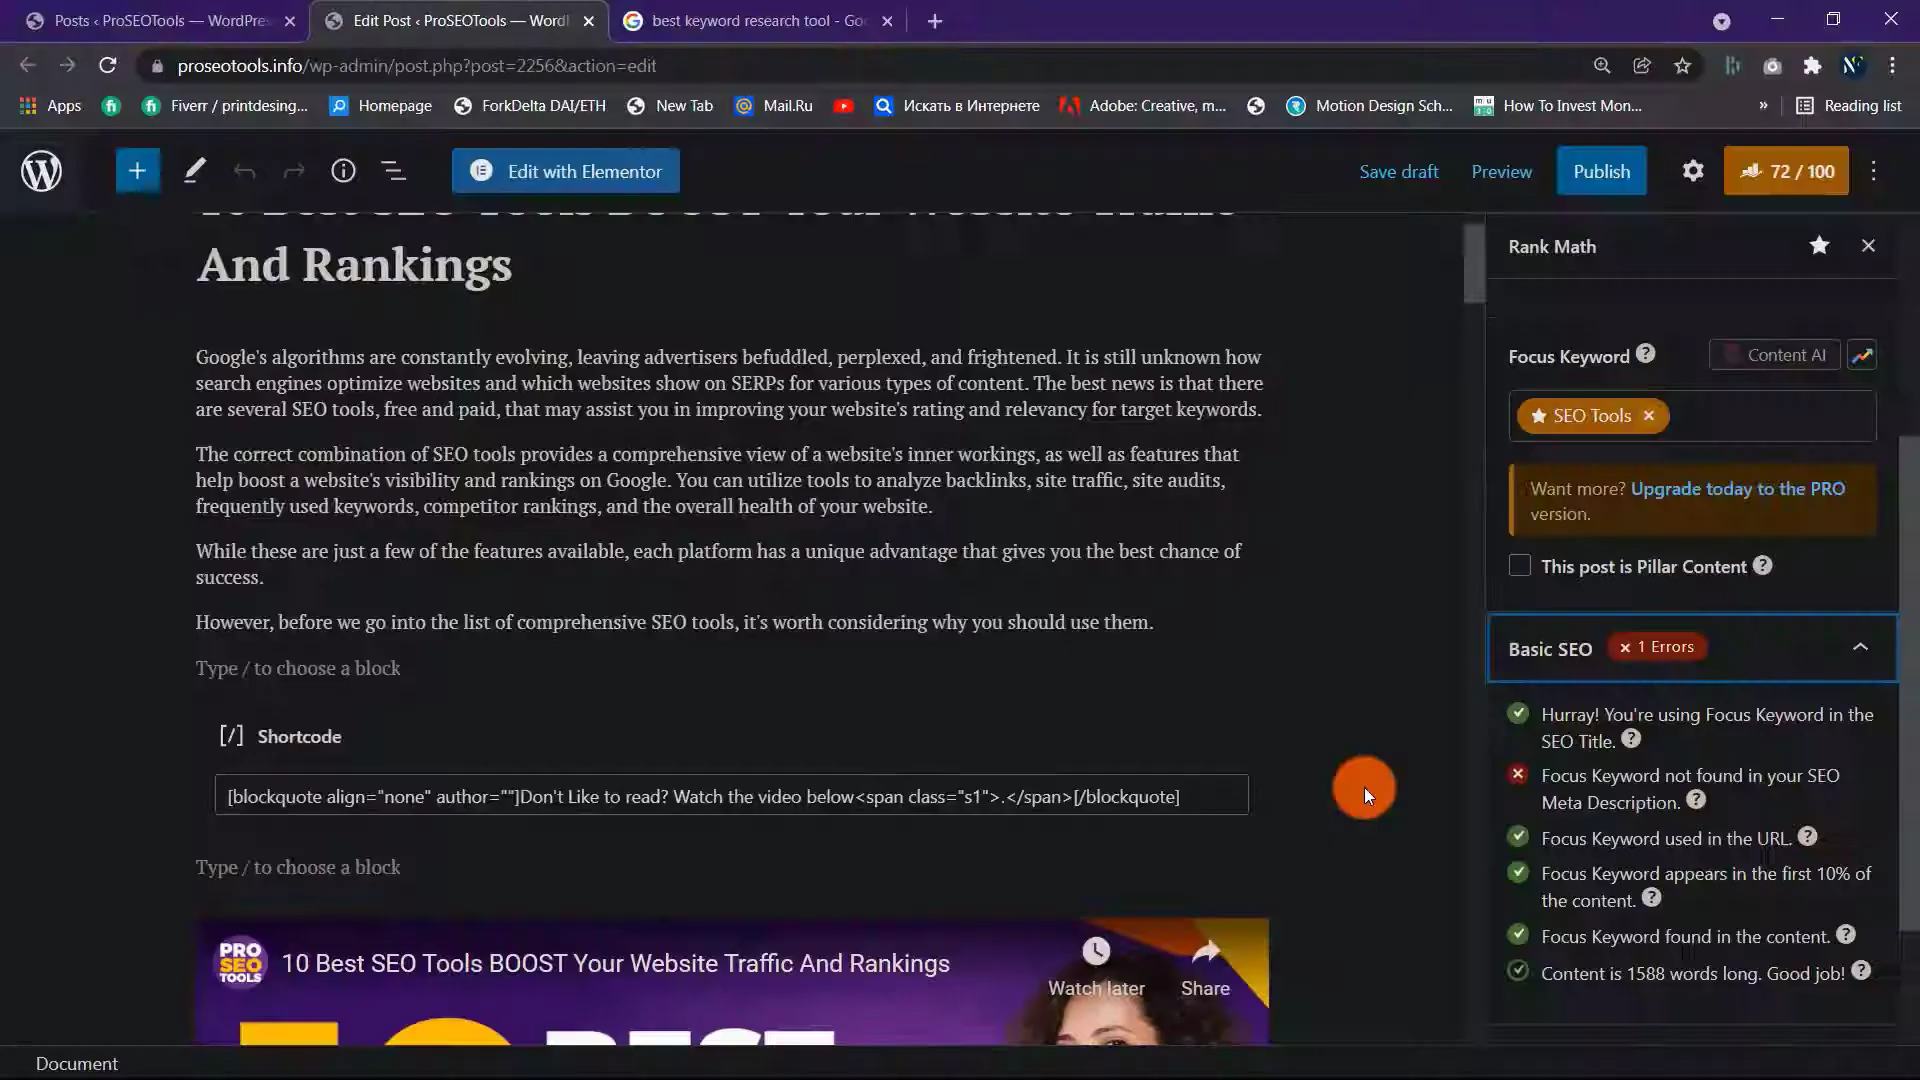 Posts ‹ ProSEOTools — WordPres
Edit Post ‹ ProSEOTools — Word
best keyword research tool - Goo
proseotools.info/wp-admin/post.php?post=2256&action=edit
Apps
Fiverr / printdesing...
Homepage
ForkDelta DAI/ETH
New Tab
Mail.Ru
Искать в Интернете
Adobe: Creative, m...
Motion Design Sch...
How To Invest Mon...
»
Reading list
Edit with Elementor
Save draft
Preview
Publish
72 / 100
10 Best SEO Tools BOOST Your Website Traffic
And Rankings
Google's algorithms are constantly evolving, leaving advertisers befuddled, perplexed, and frightened. It is still unknown how
search engines optimize websites and which websites show on SERPs for various types of content. The best news is that there
are several SEO tools, free and paid, that may assist you in improving your website's rating and relevancy for target keywords.
The correct combination of SEO tools provides a comprehensive view of a website's inner workings, as well as features that
help boost a website's visibility and rankings on Google. You can utilize tools to analyze backlinks, site traffic, site audits,
frequently used keywords, competitor rankings, and the overall health of your website.
While these are just a few of the features available, each platform has a unique advantage that gives you the best chance of
success.
However, before we go into the list of comprehensive SEO tools, it's worth considering why you should use them.
Type / to choose a block
[/] Shortcode
[blockquote align="none" author=""]Don't Like to read? Watch the video below<span class="s1">.</span>[/blockquote]
Type / to choose a block
PRO
SEO
TOOLS
10 Best SEO Tools BOOST Your Website Traffic And Rankings
Watch later
Share
10 BEST
Rank Math
Focus Keyword
Content AI
SEO Tools
Want more? Upgrade today to the PRO
version.
This post is Pillar Content
Basic SEO
× 1 Errors
Hurray! You're using Focus Keyword in the
SEO Title.
Focus Keyword not found in your SEO
Meta Description.
Focus Keyword used in the URL.
Focus Keyword appears in the first 10% of
the content.
Focus Keyword found in the content.
Content is 1588 words long. Good job!
Document